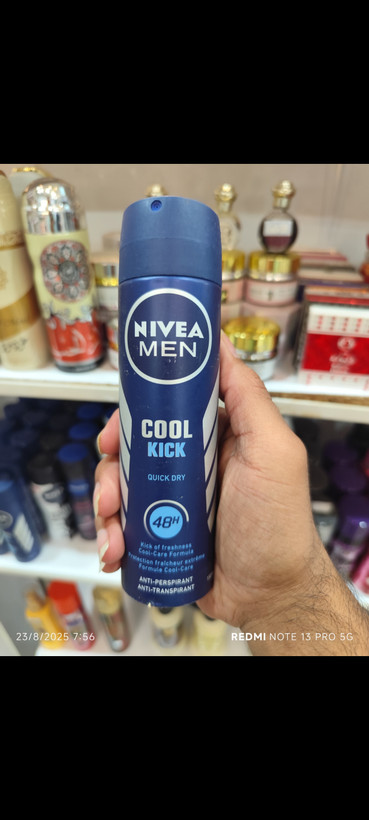 NIVEA
MEN
COOL
KICK
QUICK DRY
48H
Kick of freshness
Cool-Care Formula
Protection fraîcheur extrême
Formule Cool-Care
ANTI-PERSPIRANT
ANTI-TRANSPIRANT
23/8/2025 7:56
REDMI NOTE 13 PRO 5G